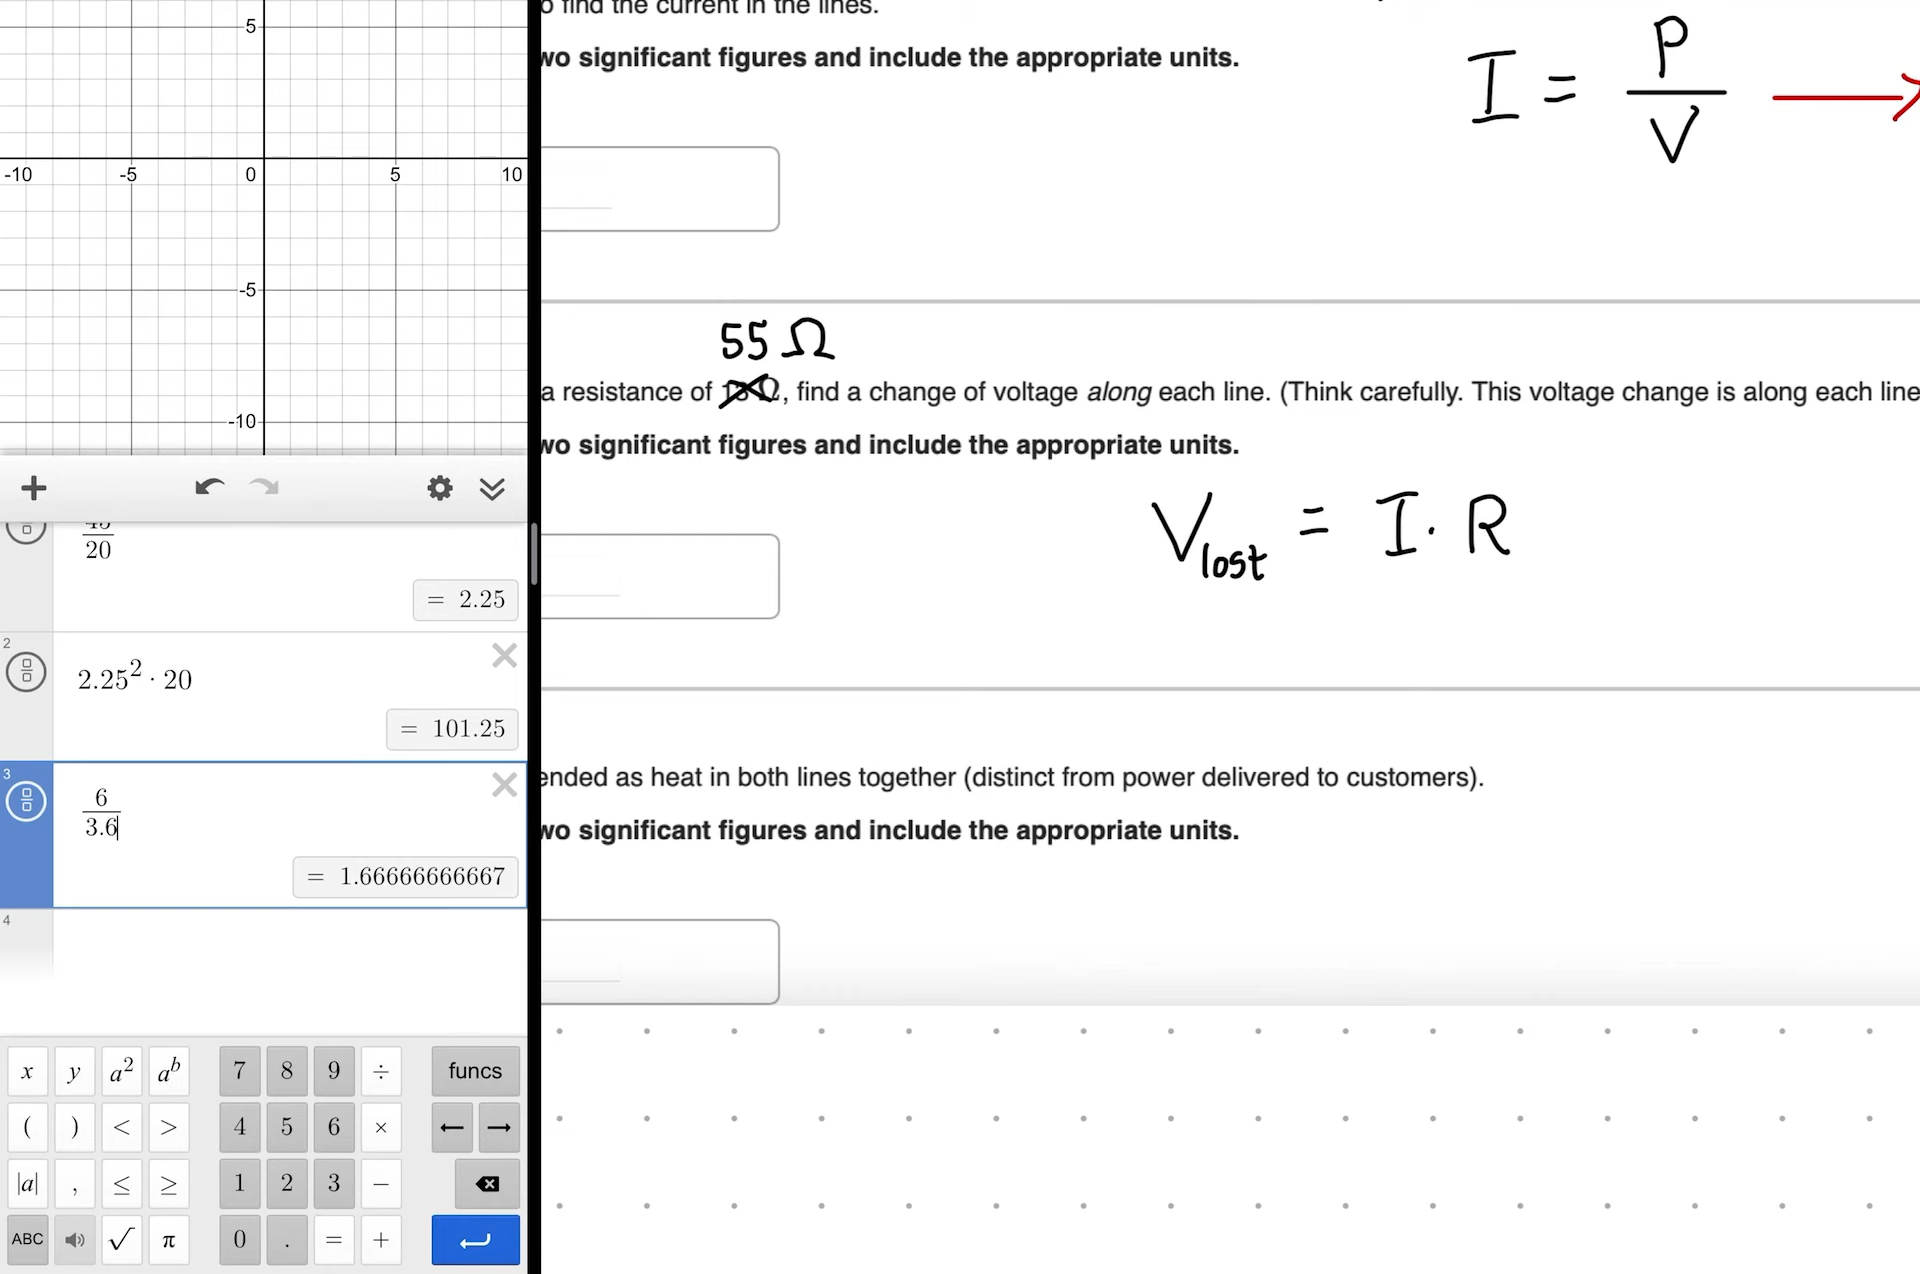 5
-10 -5 0 5 10
-5
-10
20
= 2.25
2
2.25² · 20
= 101.25
3
6
3.6
= 1.66666666667
4
x y a² aᵇ 7 8 9 ÷ funcs
( ) < > 4 5 6 × ← →
|a| , ≤ ≥ 1 2 3 −
ABC √ π 0 . = + 
o find the current in the lines.
wo significant figures and include the appropriate units.
I = P/V
55 Ω
a resistance of Ω, find a change of voltage along each line. (Think carefully. This voltage change is along each line
wo significant figures and include the appropriate units.
V lost = I · R
ended as heat in both lines together (distinct from power delivered to customers).
wo significant figures and include the appropriate units.